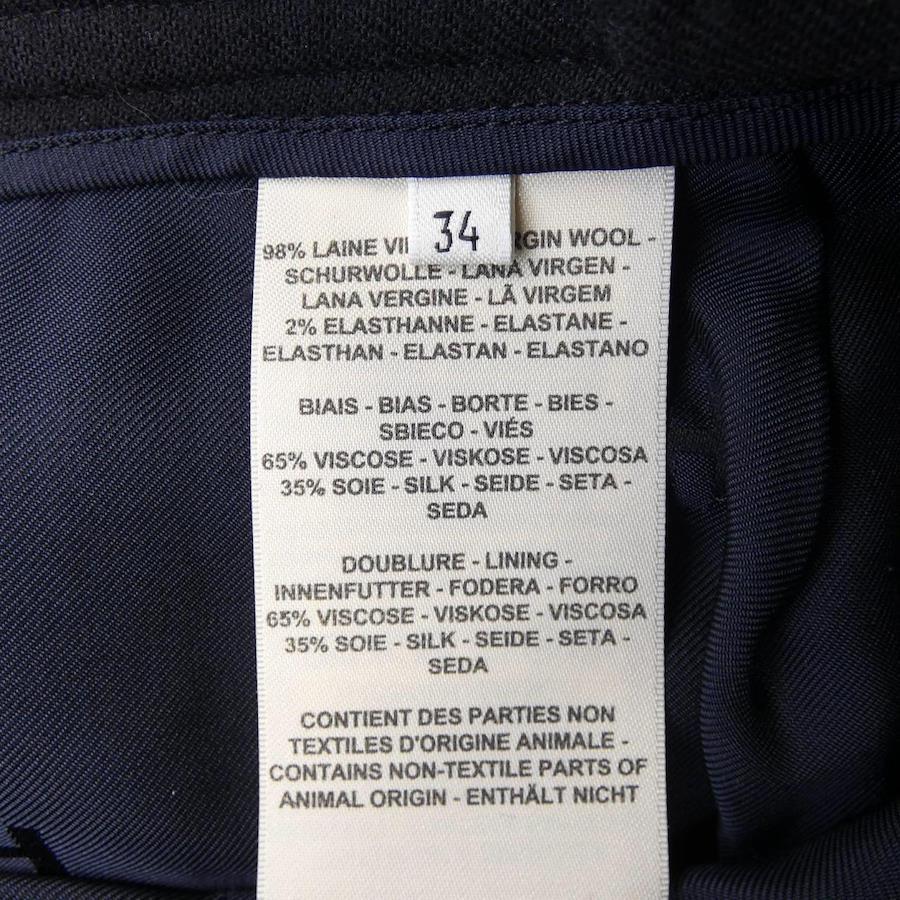 34
98% LAINE WOOL -
SCHURWOLLE - LANA VIRGEN -
LANA VERGINE - LÃ VIRGEM
2% ELASTHANNE - ELASTANE -
ELASTHAN - ELASTAN - ELASTANO
BIAIS - BIAS - BORTE - BIES -
SBIECO - VIÉS
65% VISCOSE - VISKOSE - VISCOSA
35% SOIE - SILK - SEIDE - SETA -
SEDA
DOUBLURE - LINING -
INNENFUTTER - FODERA - FORRO
65% VISCOSE - VISKOSE - VISCOSA
35% SOIE - SILK - SEIDE - SETA -
SEDA
CONTIENT DES PARTIES NON
TEXTILES D'ORIGINE ANIMALE -
CONTAINS NON-TEXTILE PARTS OF
ANIMAL ORIGIN - ENTHÄLT NICHT